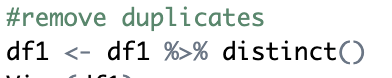 #remove duplicates
df1 <- df1 %>% distinct()